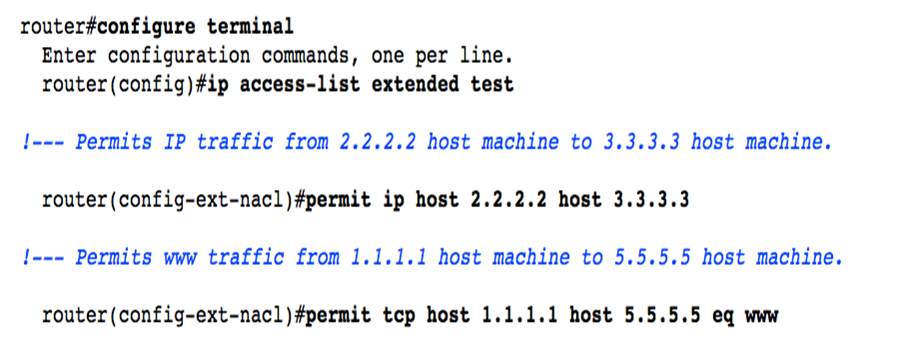 router#configure terminal
Enter configuration commands, one per line.
router(config)#ip access-list extended test
!--- Permits IP traffic from 2.2.2.2 host machine to 3.3.3.3 host machine.
router(config-ext-nacl)#permit ip host 2.2.2.2 host 3.3.3.3
!--- Permits www traffic from 1.1.1.1 host machine to 5.5.5.5 host machine.
router(config-ext-nacl)#permit tcp host 1.1.1.1 host 5.5.5.5 eq www